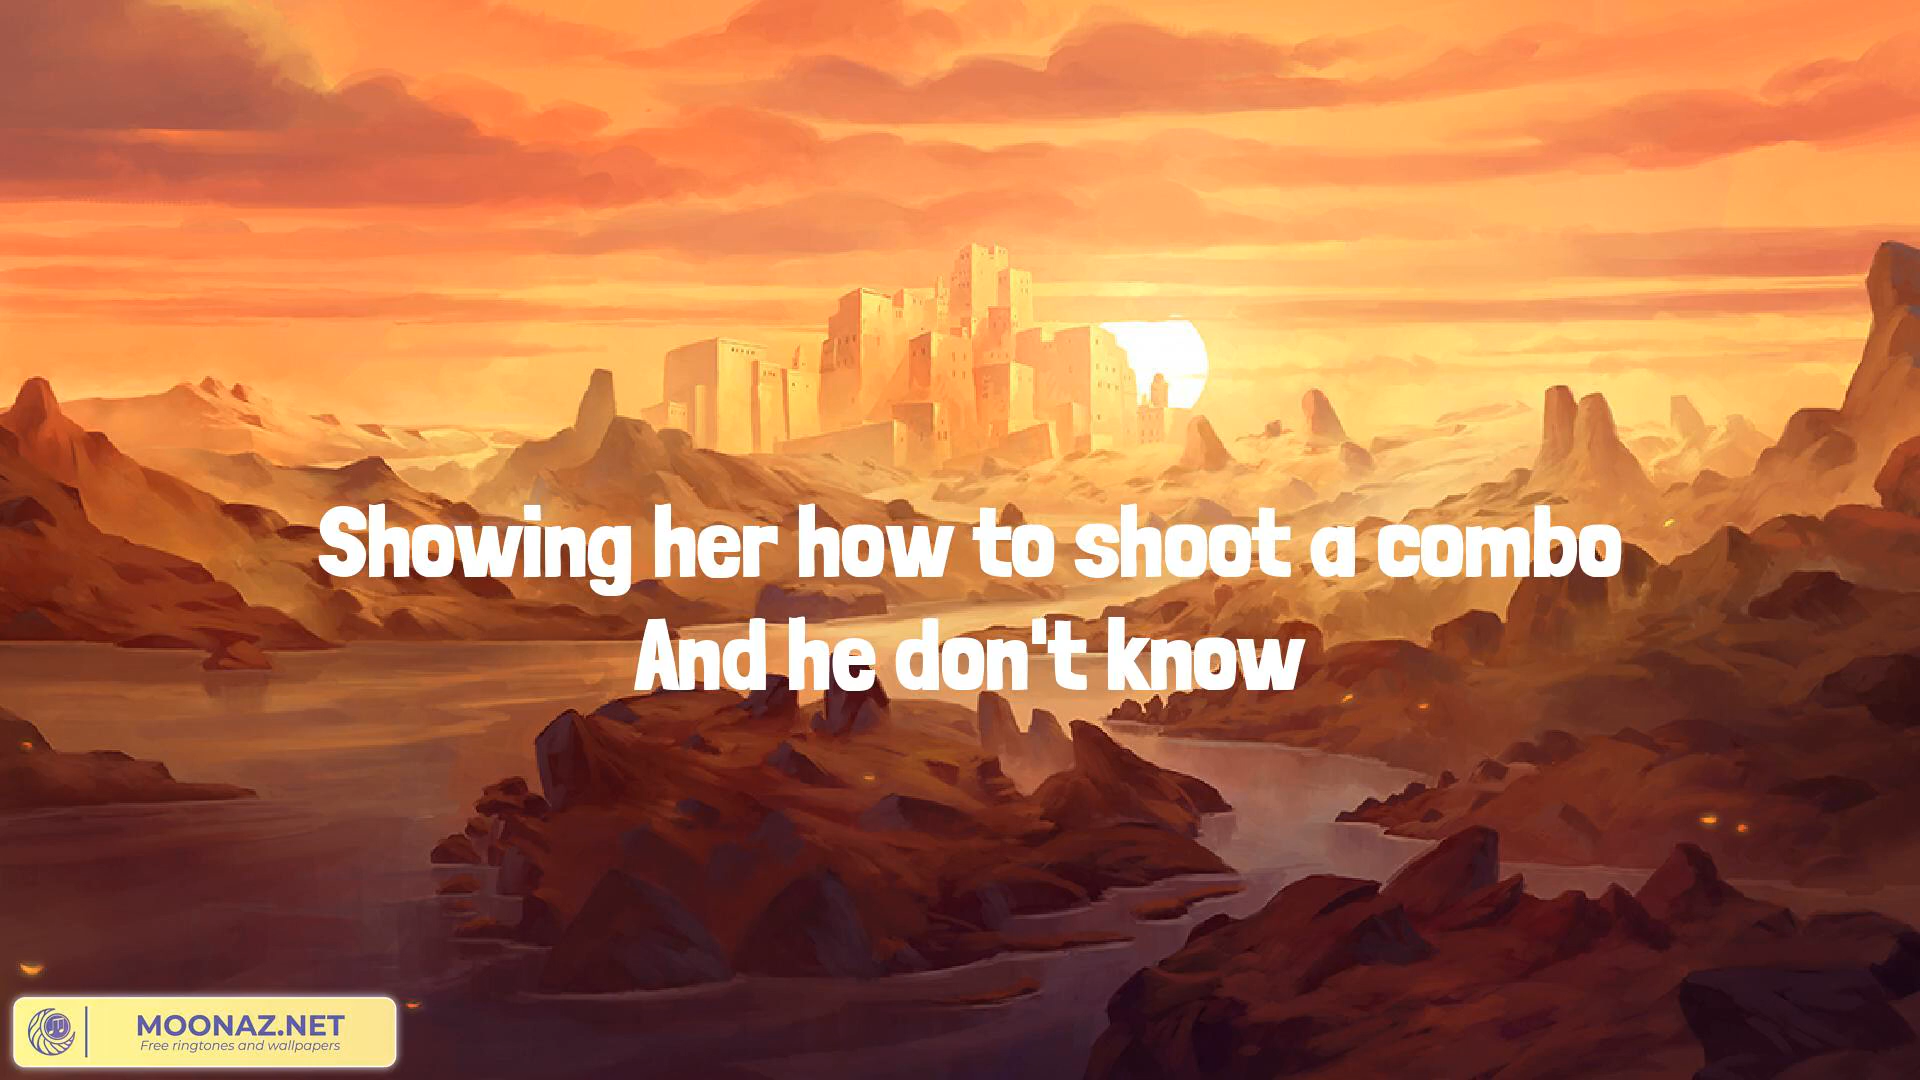 Showing her how to shoot a combo
And he don't know
MOONAZ.NET
Free ringtones and wallpapers